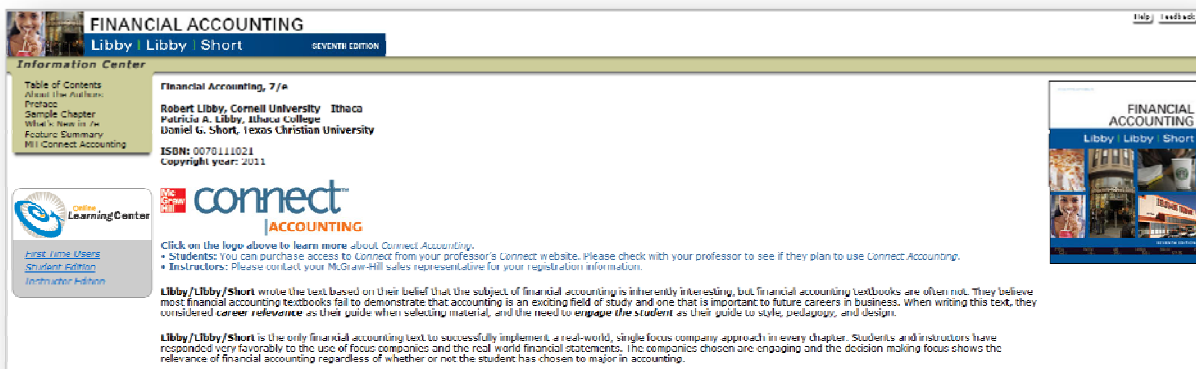 Help | Feedback
FINANCIAL ACCOUNTING
Libby | Libby | Short SEVENTH EDITION
Information Center
Table of Contents
About the Authors
Preface
Sample Chapter
What's New in 7e
Feature Summary
MH Connect Accounting
Online
Learning Center
First Time Users
Student Edition
Instructor Edition
Financial Accounting, 7/e
Robert Libby, Cornell University Ithaca
Patricia A. Libby, Ithaca College
Daniel G. Short, Texas Christian University
ISBN: 0078111021
Copyright year: 2011
Mc Graw Hill connect™
ACCOUNTING
Click on the logo above to learn more about Connect Accounting.
• Students: You can purchase access to Connect from your professor's Connect website. Please check with your professor to see if they plan to use Connect Accounting.
• Instructors: Please contact your McGraw-Hill sales representative for your registration information.
Libby/Libby/Short wrote the text based on their belief that the subject of financial accounting is inherently interesting, but financial accounting textbooks are often not. They believe
most financial accounting textbooks fail to demonstrate that accounting is an exciting field of study and one that is important to future careers in business. When writing this text, they
considered career relevance as their guide when selecting material, and the need to engage the student as their guide to style, pedagogy, and design.
Libby/Libby/Short is the only financial accounting text to successfully implement a real-world, single focus company approach in every chapter. Students and instructors have
responded very favorably to the use of focus companies and the real world financial statements. The companies chosen are engaging and the decision making focus shows the
relevance of financial accounting regardless of whether or not the student has chosen to major in accounting.
FINANCIAL
ACCOUNTING
Libby | Libby | Short
SEVENTH EDITION